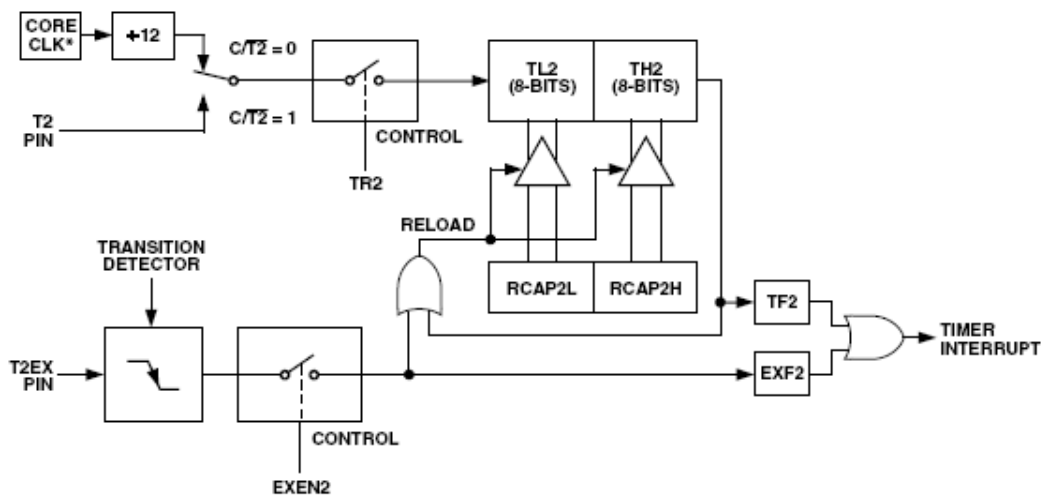 CORE
CLK*
+12
C/T2̅ = 0
C/T2̅ = 1
T2
PIN
CONTROL
TR2
TL2
(8-BITS)
TH2
(8-BITS)
RELOAD
TRANSITION
DETECTOR
RCAP2L
RCAP2H
TF2
TIMER
INTERRUPT
T2EX
PIN
EXF2
CONTROL
EXEN2